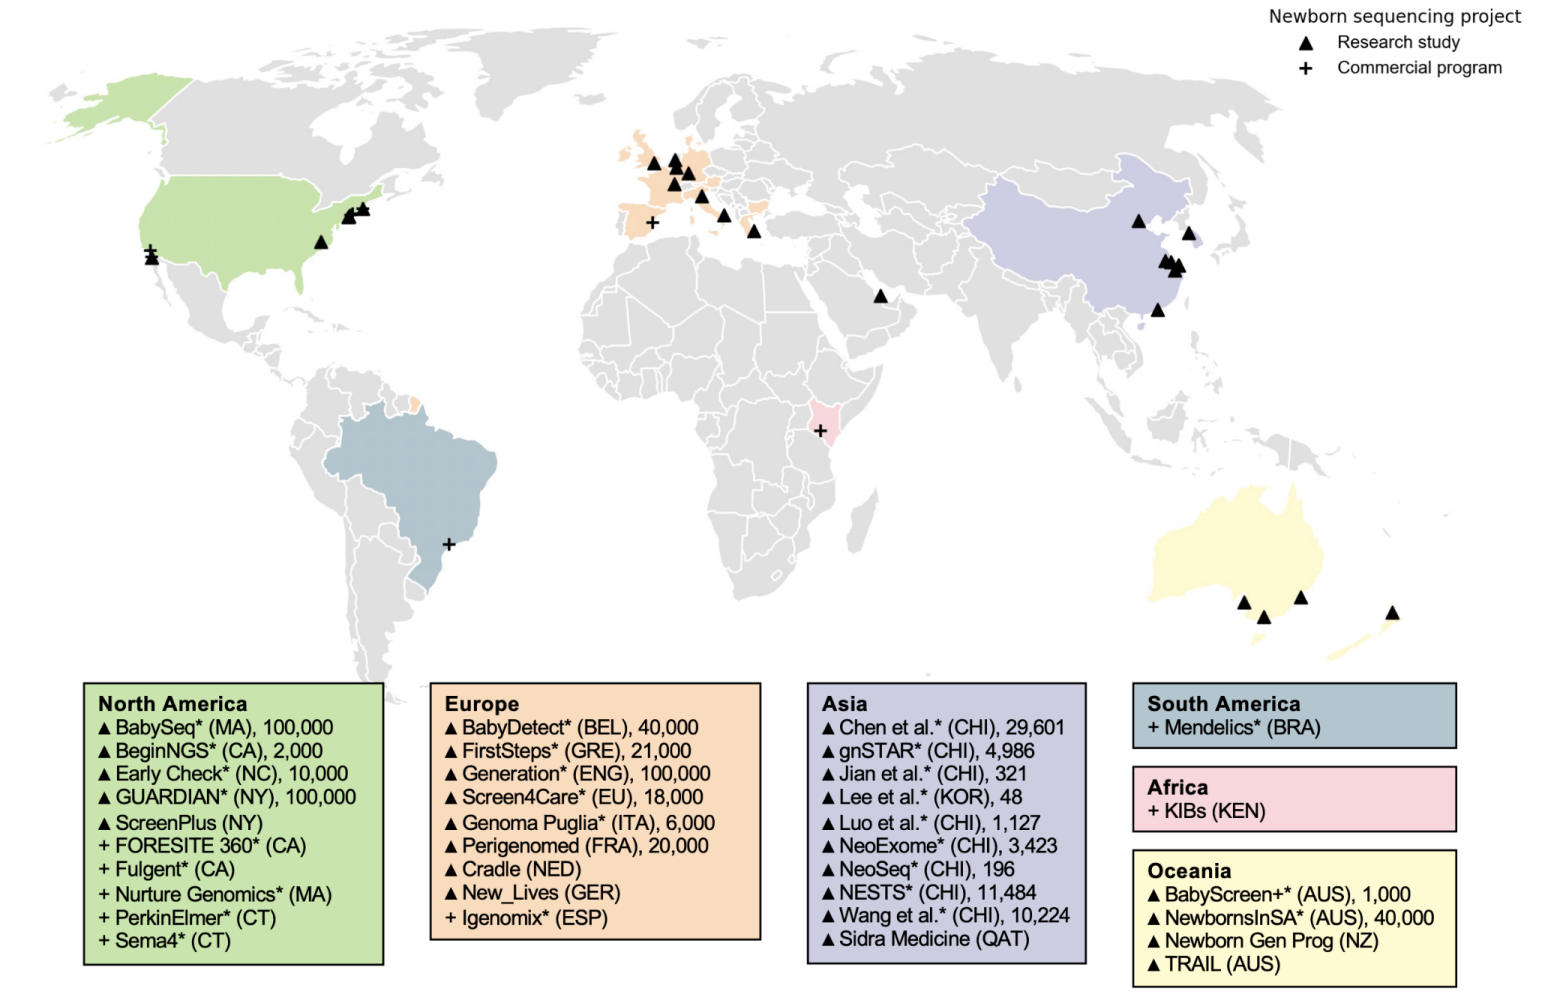 Newborn sequencing project
▲ Research study
+ Commercial program
North America
▲ BabySeq* (MA), 100,000
▲ BeginNGS* (CA), 2,000
▲ Early Check* (NC), 10,000
▲ GUARDIAN* (NY), 100,000
▲ ScreenPlus (NY)
+ FORESITE 360* (CA)
+ Fulgent* (CA)
+ Nurture Genomics* (MA)
+ PerkinElmer* (CT)
+ Sema4* (CT)
Europe
▲ BabyDetect* (BEL), 40,000
▲ FirstSteps* (GRE), 21,000
▲ Generation* (ENG), 100,000
▲ Screen4Care* (EU), 18,000
▲ Genoma Puglia* (ITA), 6,000
▲ Perigenomed (FRA), 20,000
▲ Cradle (NED)
▲ New_Lives (GER)
+ Igenomix* (ESP)
Asia
▲ Chen et al.* (CHI), 29,601
▲ gnSTAR* (CHI), 4,986
▲ Jian et al.* (CHI), 321
▲ Lee et al.* (KOR), 48
▲ Luo et al.* (CHI), 1,127
▲ NeoExome* (CHI), 3,423
▲ NeoSeq* (CHI), 196
▲ NESTS* (CHI), 11,484
▲ Wang et al.* (CHI), 10,224
▲ Sidra Medicine (QAT)
South America
+ Mendelics* (BRA)
Africa
+ KIBs (KEN)
Oceania
▲ BabyScreen+* (AUS), 1,000
▲ NewbornsInSA* (AUS), 40,000
▲ Newborn Gen Prog (NZ)
▲ TRAIL (AUS)